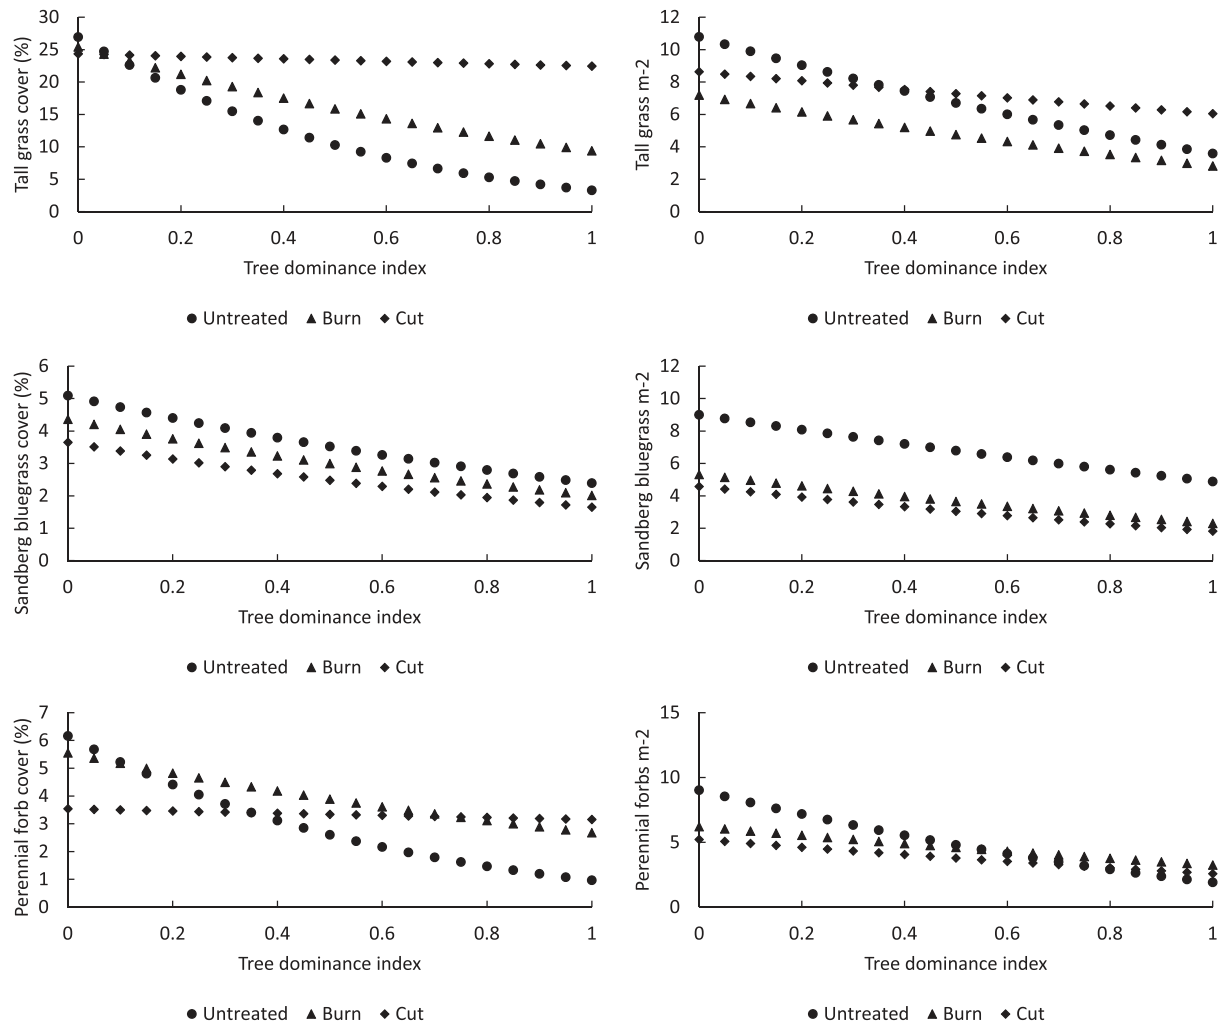 Tall grass cover (%)
30
25
20
15
10
5
0
0 0.2 0.4 0.6 0.8 1
Tree dominance index
Untreated Burn Cut
Tall grass m-2
12
10
8
6
4
2
0
0 0.2 0.4 0.6 0.8 1
Tree dominance index
Untreated Burn Cut
Sandberg bluegrass cover (%)
6
5
4
3
2
1
0
0 0.2 0.4 0.6 0.8 1
Tree dominance index
Untreated Burn Cut
Sandberg bluegrass m-2
12
10
8
6
4
2
0
0 0.2 0.4 0.6 0.8 1
Tree dominance index
Untreated Burn Cut
Perennial forb cover (%)
7
6
5
4
3
2
1
0
0 0.2 0.4 0.6 0.8 1
Tree dominance index
Untreated Burn Cut
Perennial forbs m-2
15
10
5
0
0 0.2 0.4 0.6 0.8 1
Tree dominance index
Untreated Burn Cut